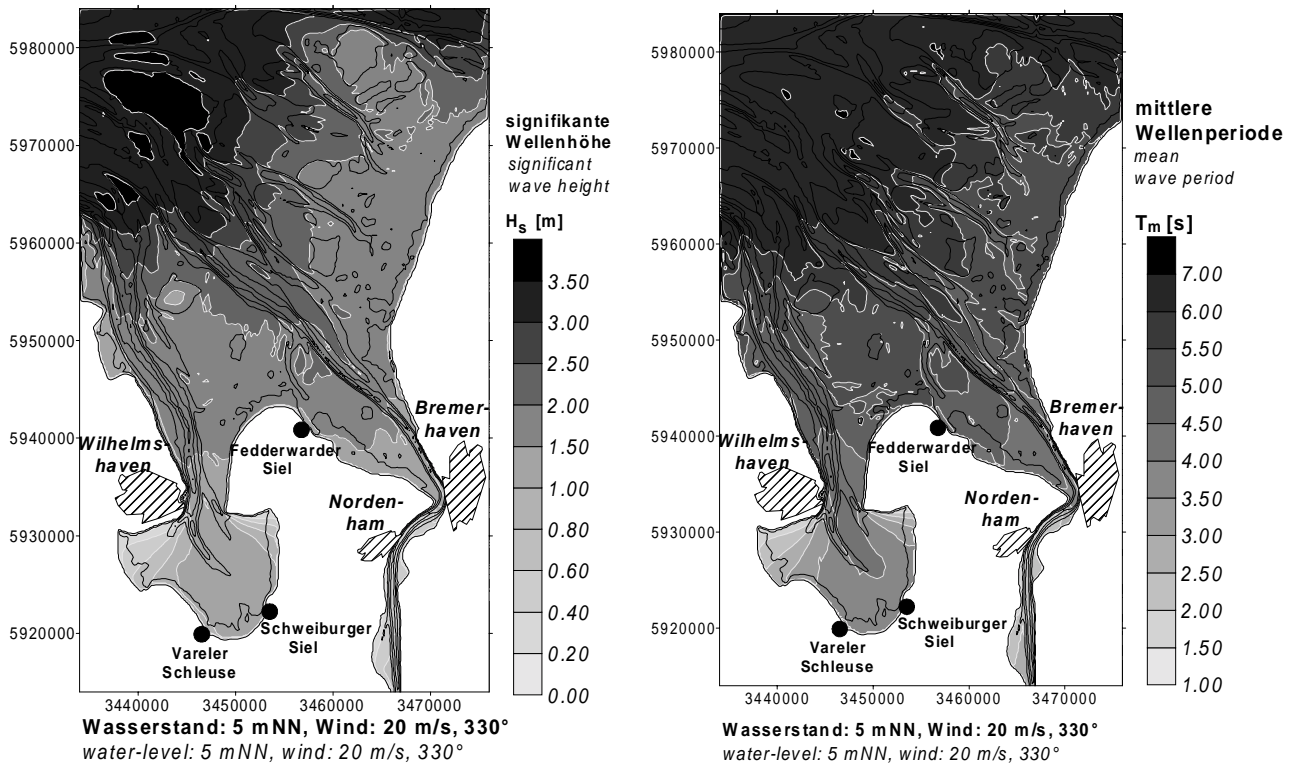 5980000
5970000
5960000
5950000
5940000
5930000
5920000
3440000
3450000
3460000
3470000
Wilhelms-
haven
Fedderwarder
Siel
Bremer-
haven
Norden-
ham
Schweiburger
Siel
Vareler
Schleuse
signifikante
Wellenhöhe
significant
wave height
Hs [m]
3.50
3.00
2.50
2.00
1.50
1.00
0.80
0.60
0.40
0.20
0.00
Wasserstand: 5 mNN, Wind: 20 m/s, 330°
water-level: 5 mNN, wind: 20 m/s, 330°
5980000
5970000
5960000
5950000
5940000
5930000
5920000
3440000
3450000
3460000
3470000
Wilhelms-
haven
Fedderwarder
Siel
Bremer-
haven
Norden-
ham
Schweiburger
Siel
Vareler
Schleuse
mittlere
Wellenperiode
mean
wave period
Tm [s]
7.00
6.00
5.50
5.00
4.00
3.50
3.00
2.50
2.00
1.50
1.00
Wasserstand: 5 mNN, Wind: 20 m/s, 330°
water-level: 5 mNN, wind: 20 m/s, 330°